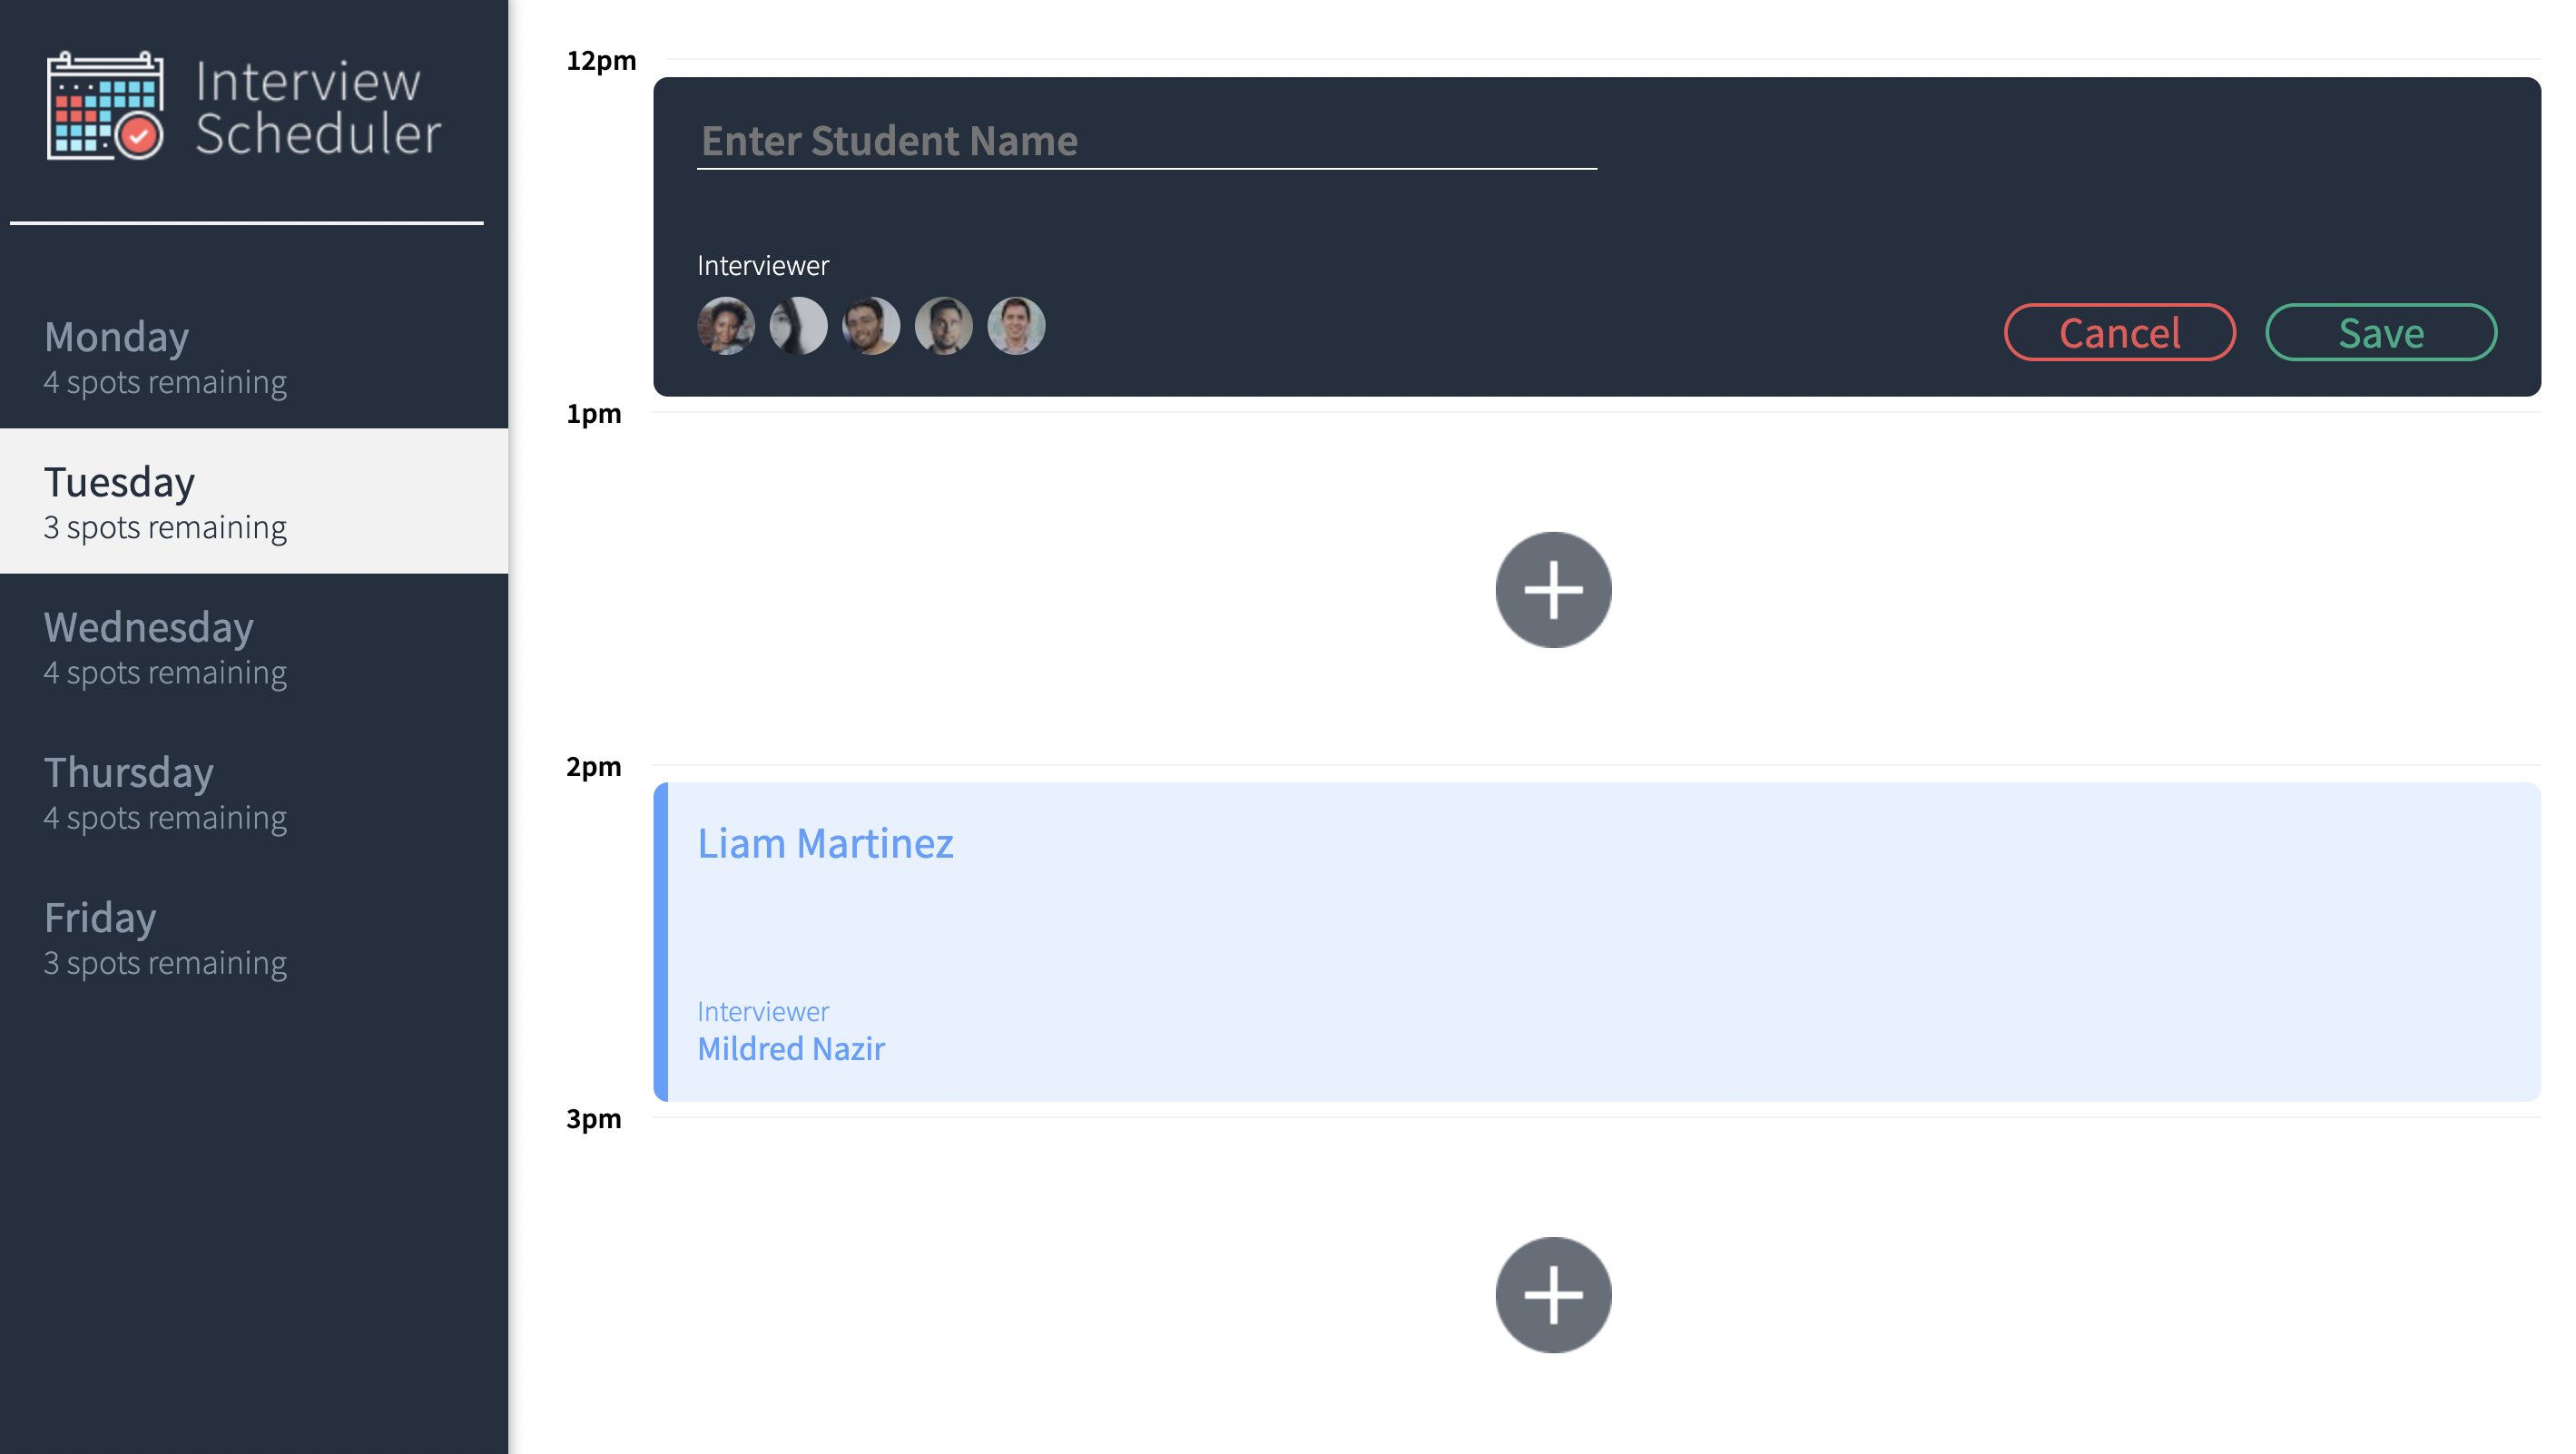 Interview
Scheduler
Monday
4 spots remaining
Tuesday
3 spots remaining
Wednesday
4 spots remaining
Thursday
4 spots remaining
Friday
3 spots remaining
12pm
Enter Student Name
Interviewer
Cancel
Save
1pm
2pm
Liam Martinez
Interviewer
Mildred Nazir
3pm